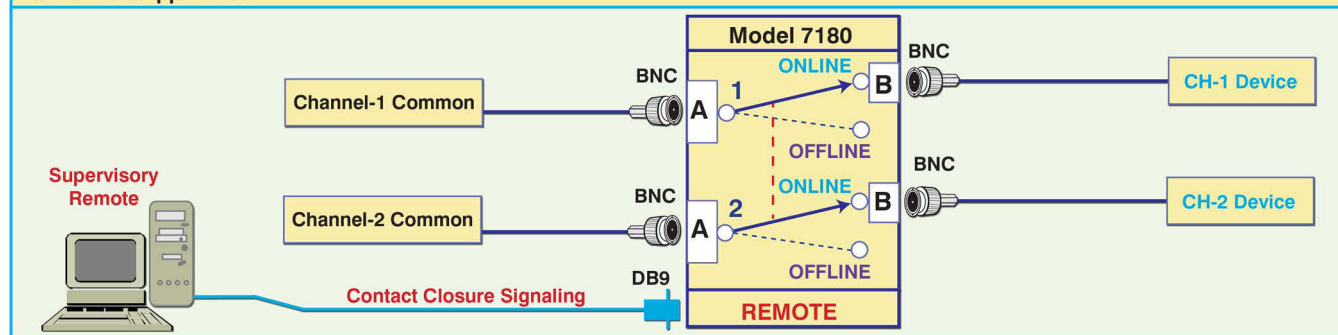 Model 7180
BNC
ONLINE
BNC
1
B
CH-1 Device
Channel-1 Common
A
OFFLINE
Supervisory
Remote
BNC
ONLINE
BNC
2
B
CH-2 Device
Channel-2 Common
A
OFFLINE
DB9
Contact Closure Signaling
REMOTE